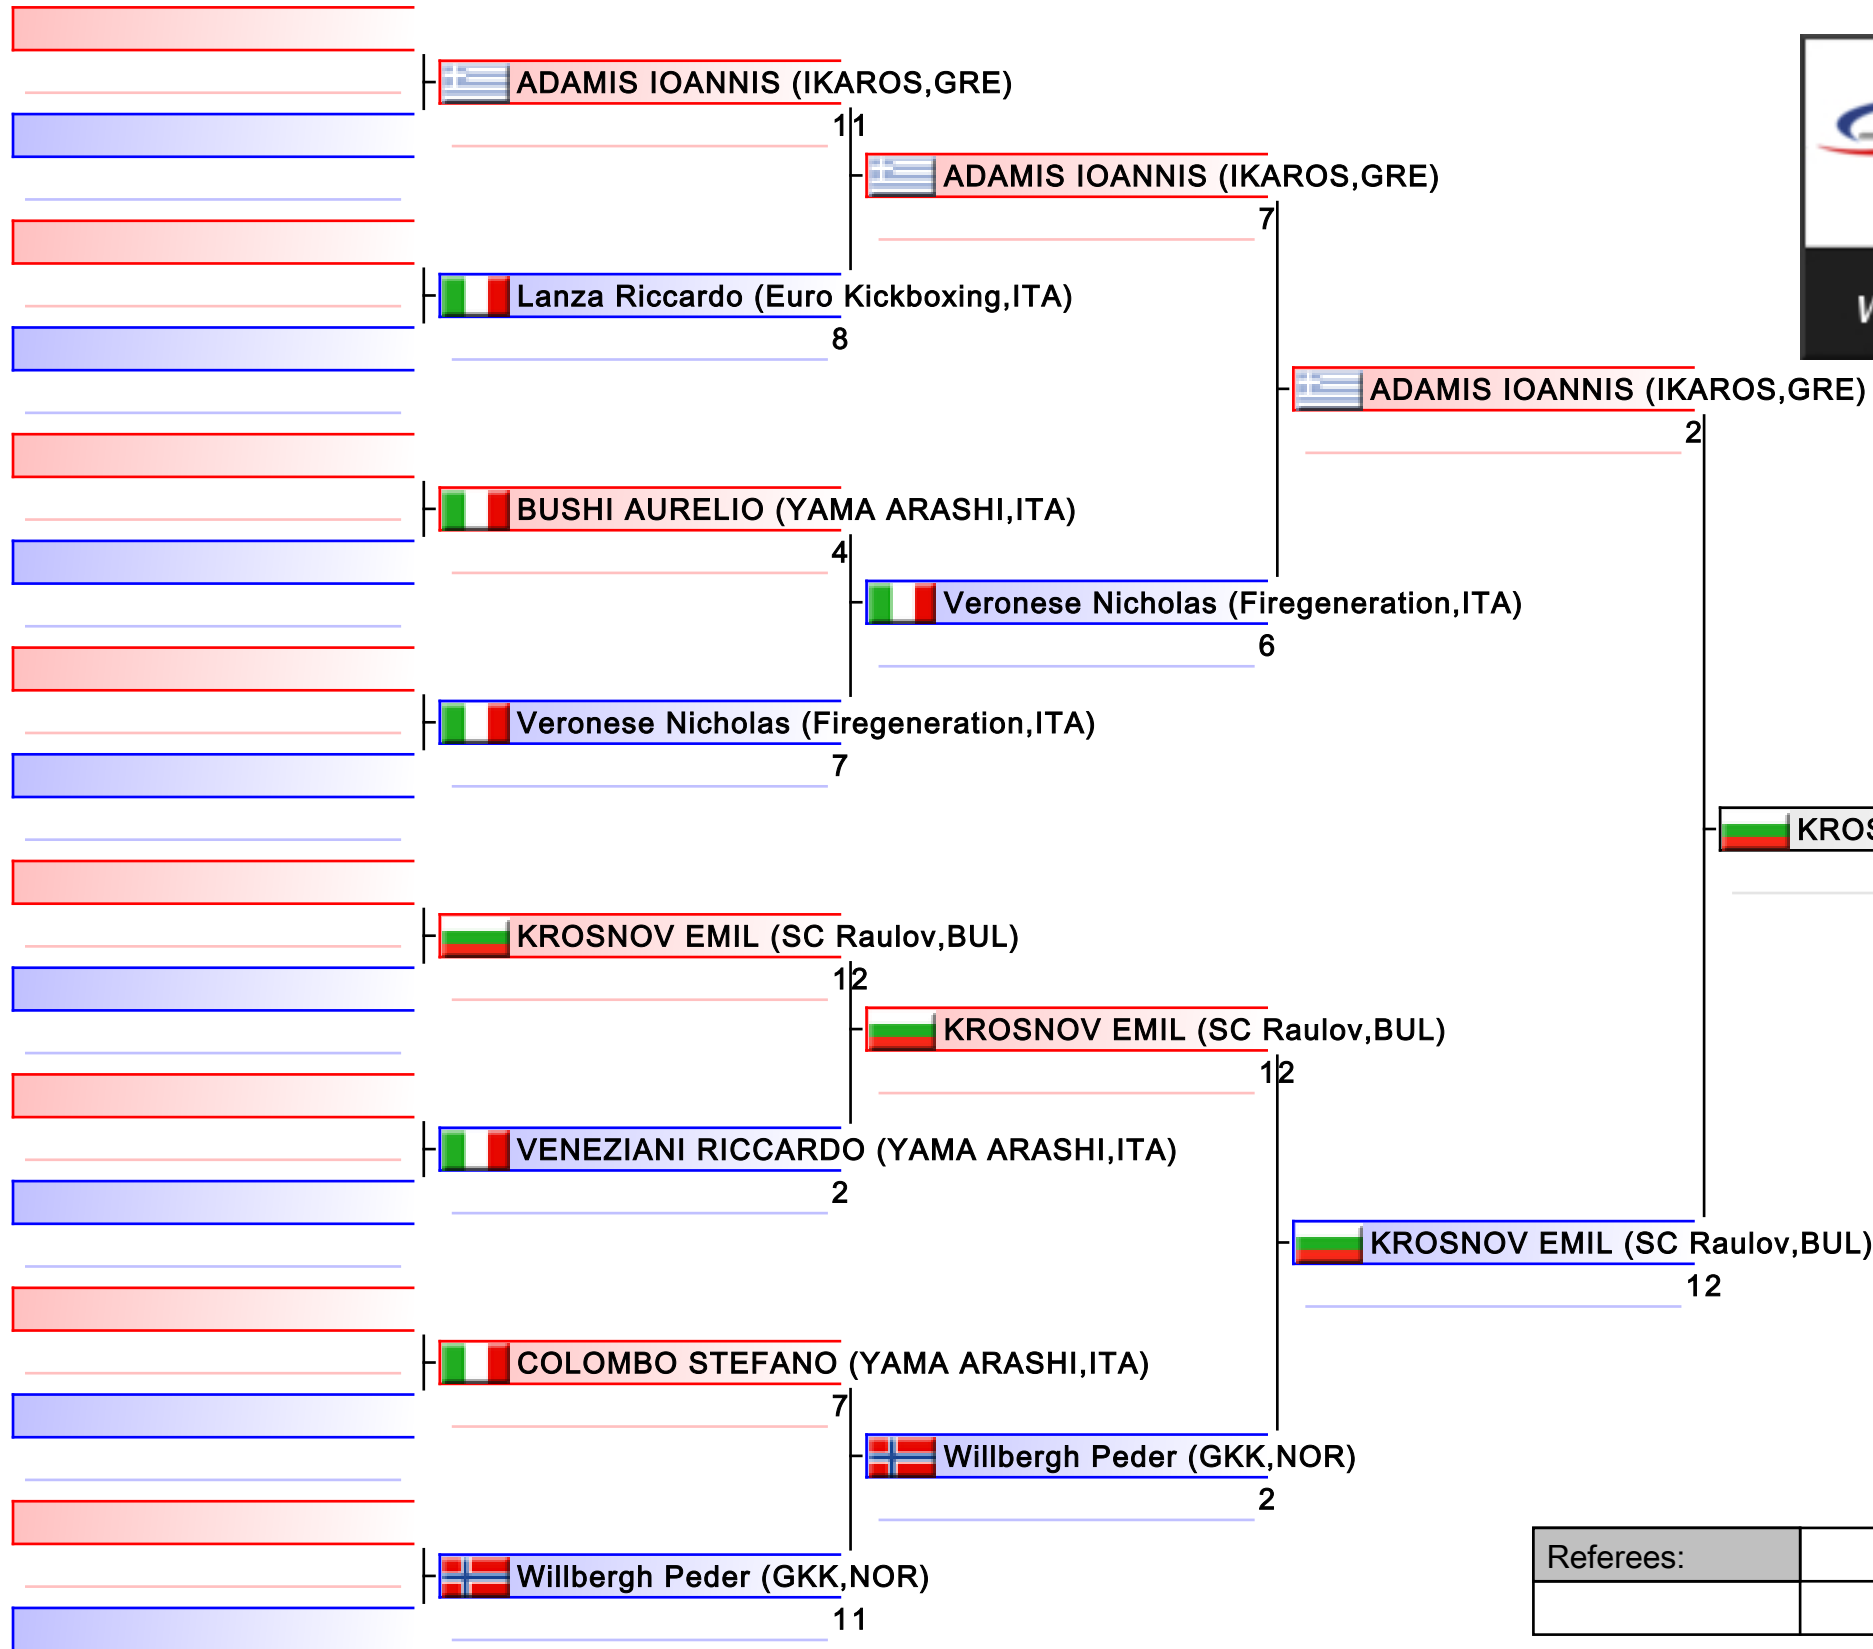 ADAMIS IOANNIS (IKAROS,GRE)
11
ADAMIS IOANNIS (IKAROS,GRE)
7
Lanza Riccardo (Euro Kickboxing,ITA)
8
ADAMIS IOANNIS (IKAROS,GRE)
2
BUSHI AURELIO (YAMA ARASHI,ITA)
4
Veronese Nicholas (Firegeneration,ITA)
6
Veronese Nicholas (Firegeneration,ITA)
7
KROS
KROSNOV EMIL (SC Raulov,BUL)
12
KROSNOV EMIL (SC Raulov,BUL)
12
VENEZIANI RICCARDO (YAMA ARASHI,ITA)
2
KROSNOV EMIL (SC Raulov,BUL)
12
COLOMBO STEFANO (YAMA ARASHI,ITA)
7
Willbergh Peder (GKK,NOR)
2
Referees:
Willbergh Peder (GKK,NOR)
11